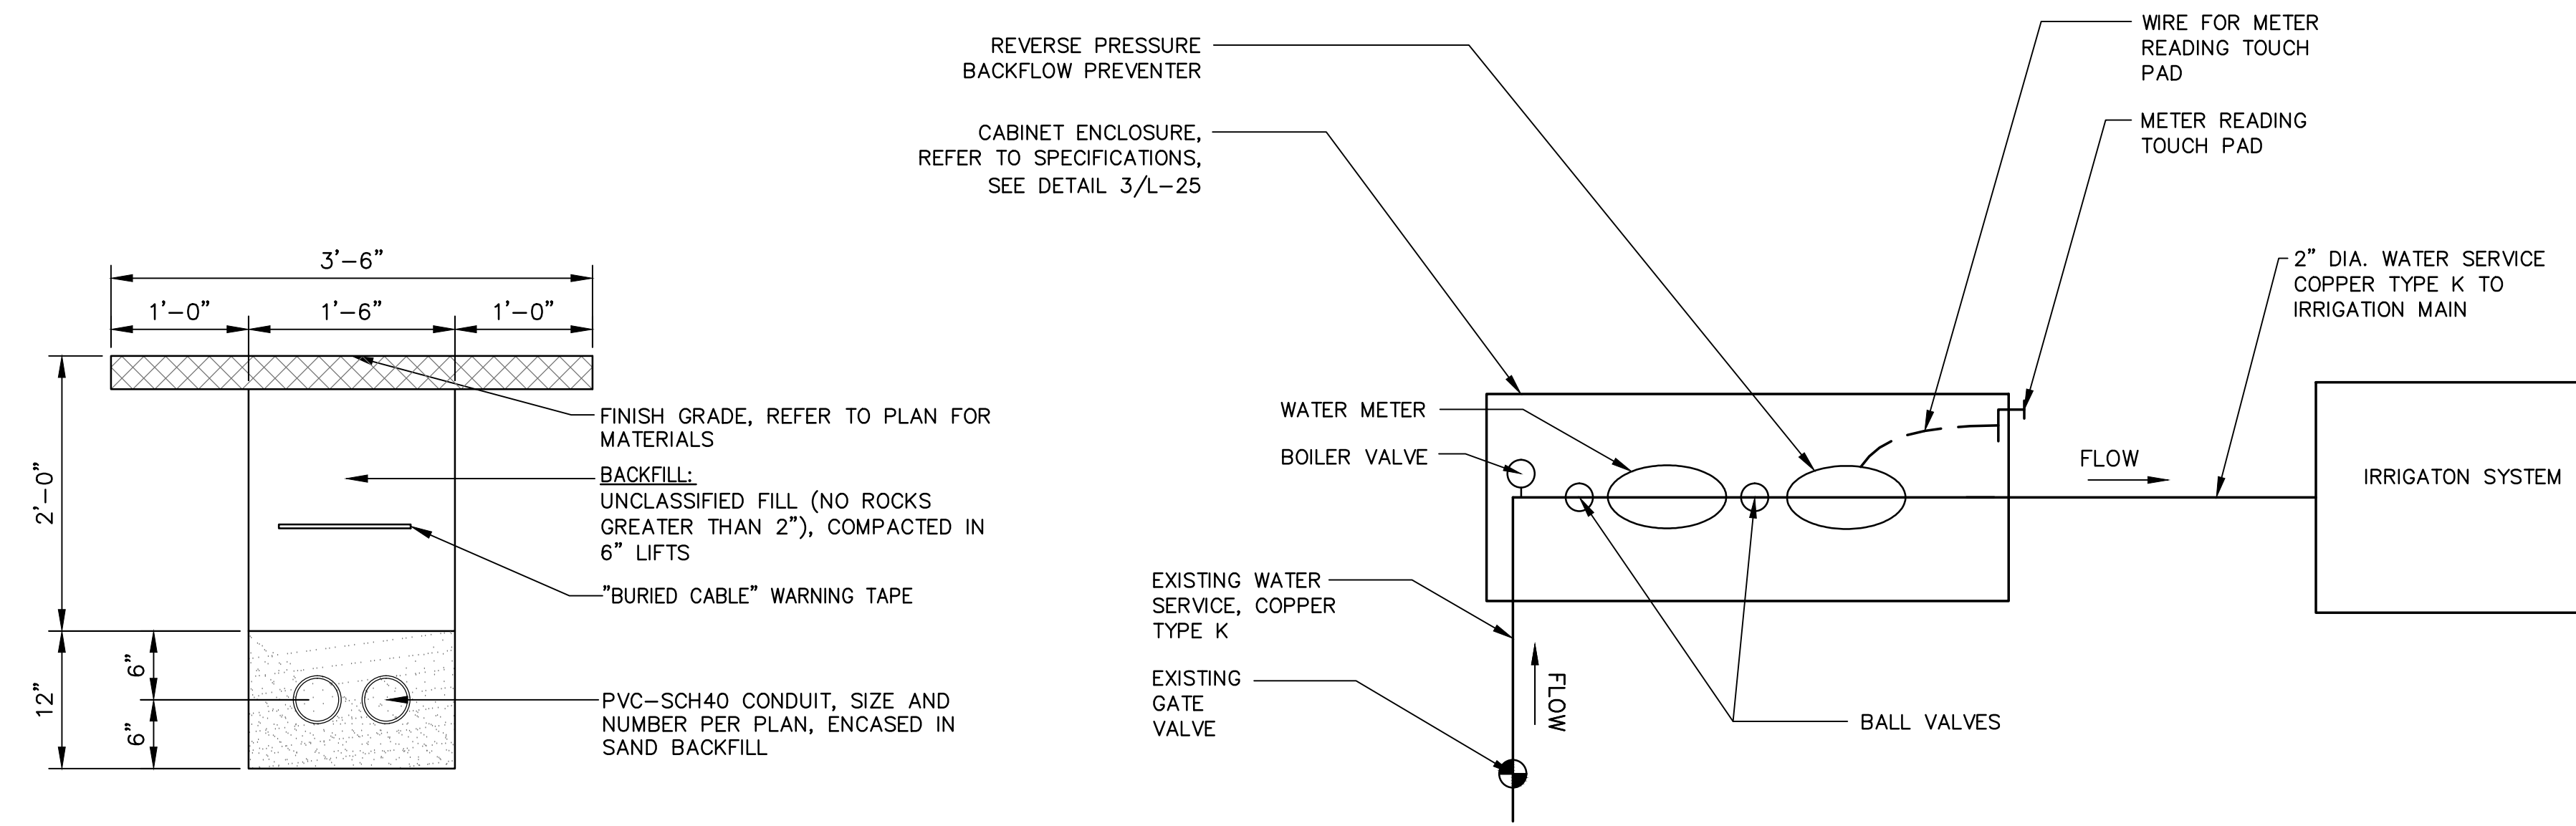 3'-6"
1'-0"
1'-6"
1'-0"
2'-0"
12"
6"
6"
FINISH GRADE, REFER TO PLAN FOR
MATERIALS
BACKFILL:
UNCLASSIFIED FILL (NO ROCKS
GREATER THAN 2"), COMPACTED IN
6" LIFTS
"BURIED CABLE" WARNING TAPE
PVC-SCH40 CONDUIT, SIZE AND
NUMBER PER PLAN, ENCASED IN
SAND BACKFILL
REVERSE PRESSURE
BACKFLOW PREVENTER
CABINET ENCLOSURE,
REFER TO SPECIFICATIONS,
SEE DETAIL 3/L-25
WIRE FOR METER
READING TOUCH
PAD
METER READING
TOUCH PAD
2" DIA. WATER SERVICE
COPPER TYPE K TO
IRRIGATION MAIN
WATER METER
BOILER VALVE
FLOW
IRRIGATON SYSTEM
EXISTING WATER
SERVICE, COPPER
TYPE K
EXISTING
GATE
VALVE
FLOW
BALL VALVES